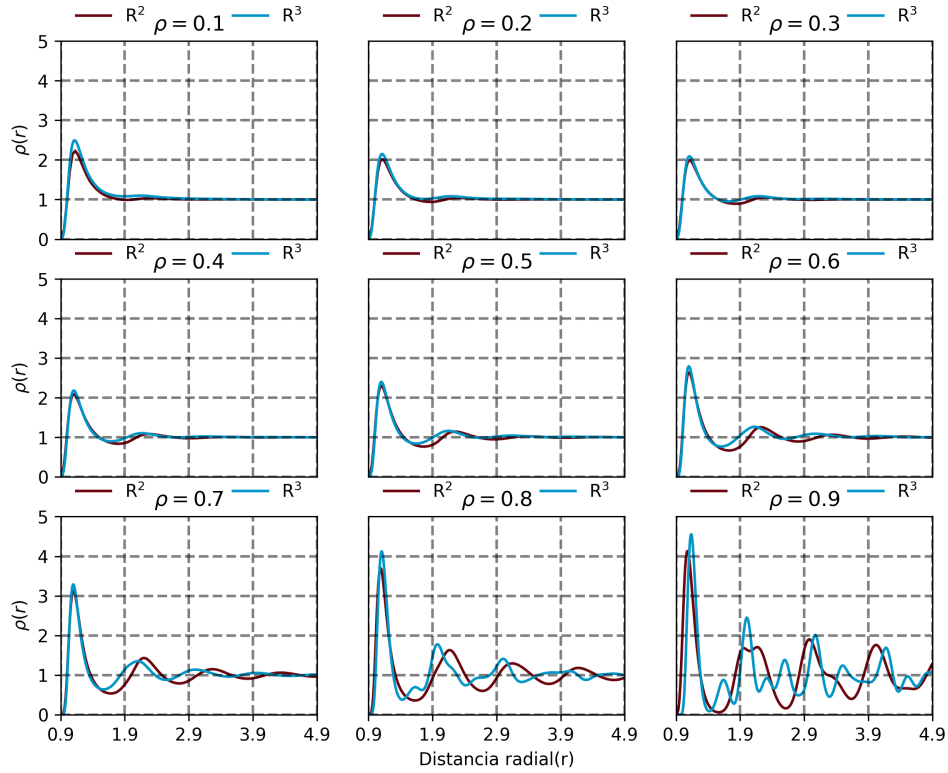 R² R³ R² R³ R² R³
ρ = 0.1 ρ = 0.2 ρ = 0.3
5
4
3
2
1
0
ρ(r)
R² R³ R² R³ R² R³
ρ = 0.4 ρ = 0.5 ρ = 0.6
5
4
3
2
1
0
ρ(r)
R² R³ R² R³ R² R³
ρ = 0.7 ρ = 0.8 ρ = 0.9
5
4
3
2
1
0
ρ(r)
0.9 1.9 2.9 3.9 4.9 0.9 1.9 2.9 3.9 4.9 0.9 1.9 2.9 3.9 4.9
Distancia radial(r)